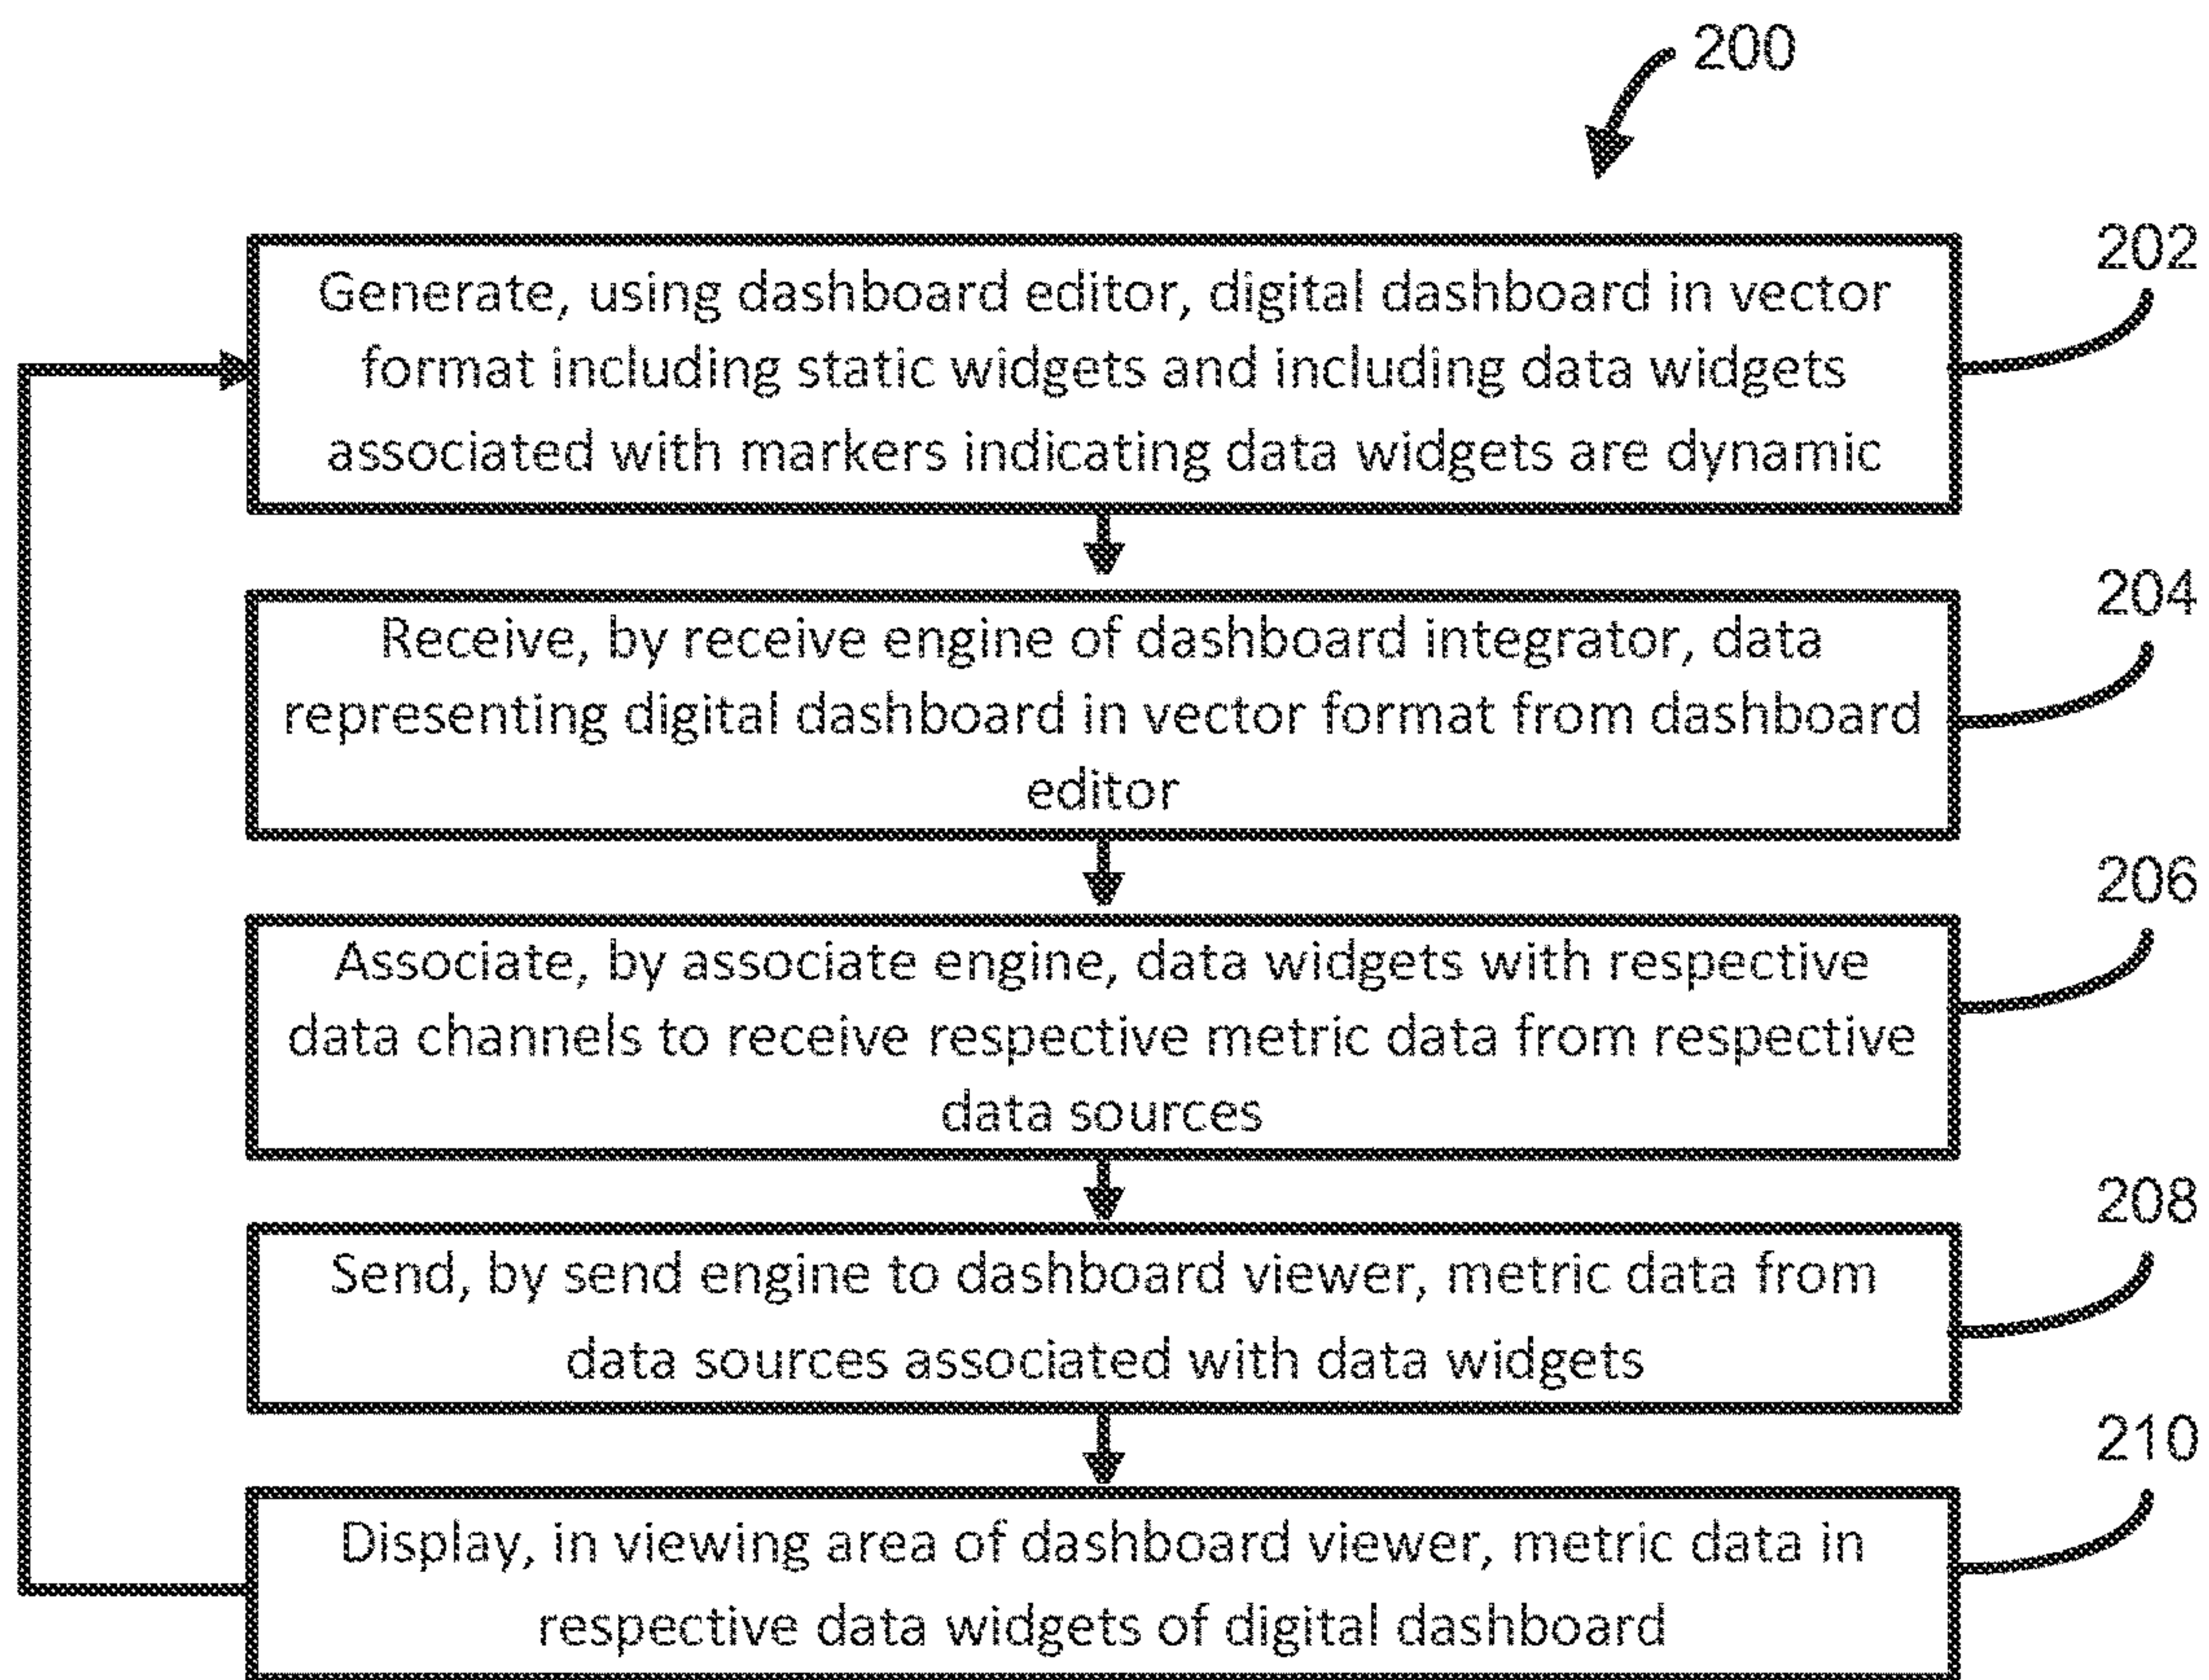 200
202
Generate, using dashboard editor, digital dashboard in vector
format including static widgets and including data widgets
associated with markers indicating data widgets are dynamic
204
Receive, by receive engine of dashboard integrator, data
representing digital dashboard in vector format from dashboard
editor
206
Associate, by associate engine, data widgets with respective
data channels to receive respective metric data from respective
data sources
208
Send, by send engine to dashboard viewer, metric data from
data sources associated with data widgets
210
Display, in viewing area of dashboard viewer, metric data in
respective data widgets of digital dashboard